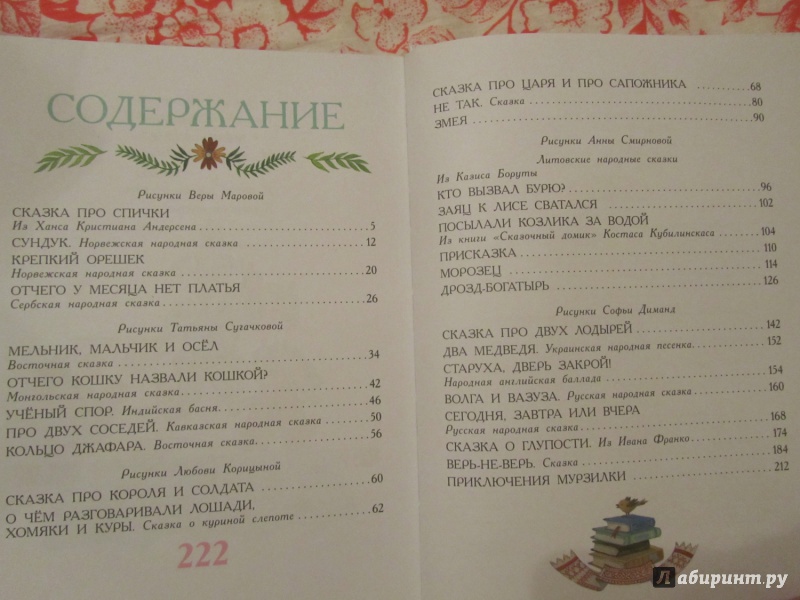 СОДЕРЖАНИЕ
Рисунки Веры Маровой
СКАЗКА ПРО СПИЧКИ
Из Ханса Кристиана Андерсена 5
СУНДУК. Норвежская народная сказка 12
КРЕПКИЙ ОРЕШЕК
Норвежская народная сказка 20
ОТЧЕГО У МЕСЯЦА НЕТ ПЛАТЬЯ
Сербская народная сказка 26
Рисунки Татьяны Сугачковой
МЕЛЬНИК, МАЛЬЧИК И ОСЁЛ
Восточная сказка 34
ОТЧЕГО КОШКУ НАЗВАЛИ КОШКОЙ?
Монгольская народная сказка 42
УЧЁНЫЙ СПОР. Индийская басня. 46
ПРО ДВУХ СОСЕДЕЙ. Кавказская народная сказка 50
КОЛЬЦО ДЖАФАРА. Восточная сказка. 56
Рисунки Любови Корицыной
СКАЗКА ПРО КОРОЛЯ И СОЛДАТА 60
О ЧЁМ РАЗГОВАРИВАЛИ ЛОШАДИ,
ХОМЯКИ И КУРЫ. Сказка о куриной слепоте 62
222
СКАЗКА ПРО ЦАРЯ И ПРО САПОЖНИКА 68
НЕ ТАК. Сказка 80
ЗМЕЯ 90
Рисунки Анны Смирновой
Литовские народные сказки
Из Казиса Боруты
КТО ВЫЗВАЛ БУРЮ? 96
ЗАЯЦ К ЛИСЕ СВАТАЛСЯ 102
ПОСЫЛАЛИ КОЗЛИКА ЗА ВОДОЙ
Из книги «Сказочный домик» Костаса Кубилинскаса 104
ПРИСКАЗКА 110
МОРОЗЕЦ 114
ДРОЗД-БОГАТЫРЬ 126
Рисунки Софьи Диманд
СКАЗКА ПРО ДВУХ ЛОДЫРЕЙ 142
ДВА МЕДВЕДЯ. Украинская народная песенка. 152
СТАРУХА, ДВЕРЬ ЗАКРОЙ!
Народная английская баллада 154
ВОЛГА И ВАЗУЗА. Русская народная сказка 160
СЕГОДНЯ, ЗАВТРА ИЛИ ВЧЕРА
Русская народная сказка 168
СКАЗКА О ГЛУПОСТИ. Из Ивана Франко 174
ВЕРЬ-НЕ-ВЕРЬ. Сказка 184
ПРИКЛЮЧЕНИЯ МУРЗИЛКИ 212
Лабиринт.ру